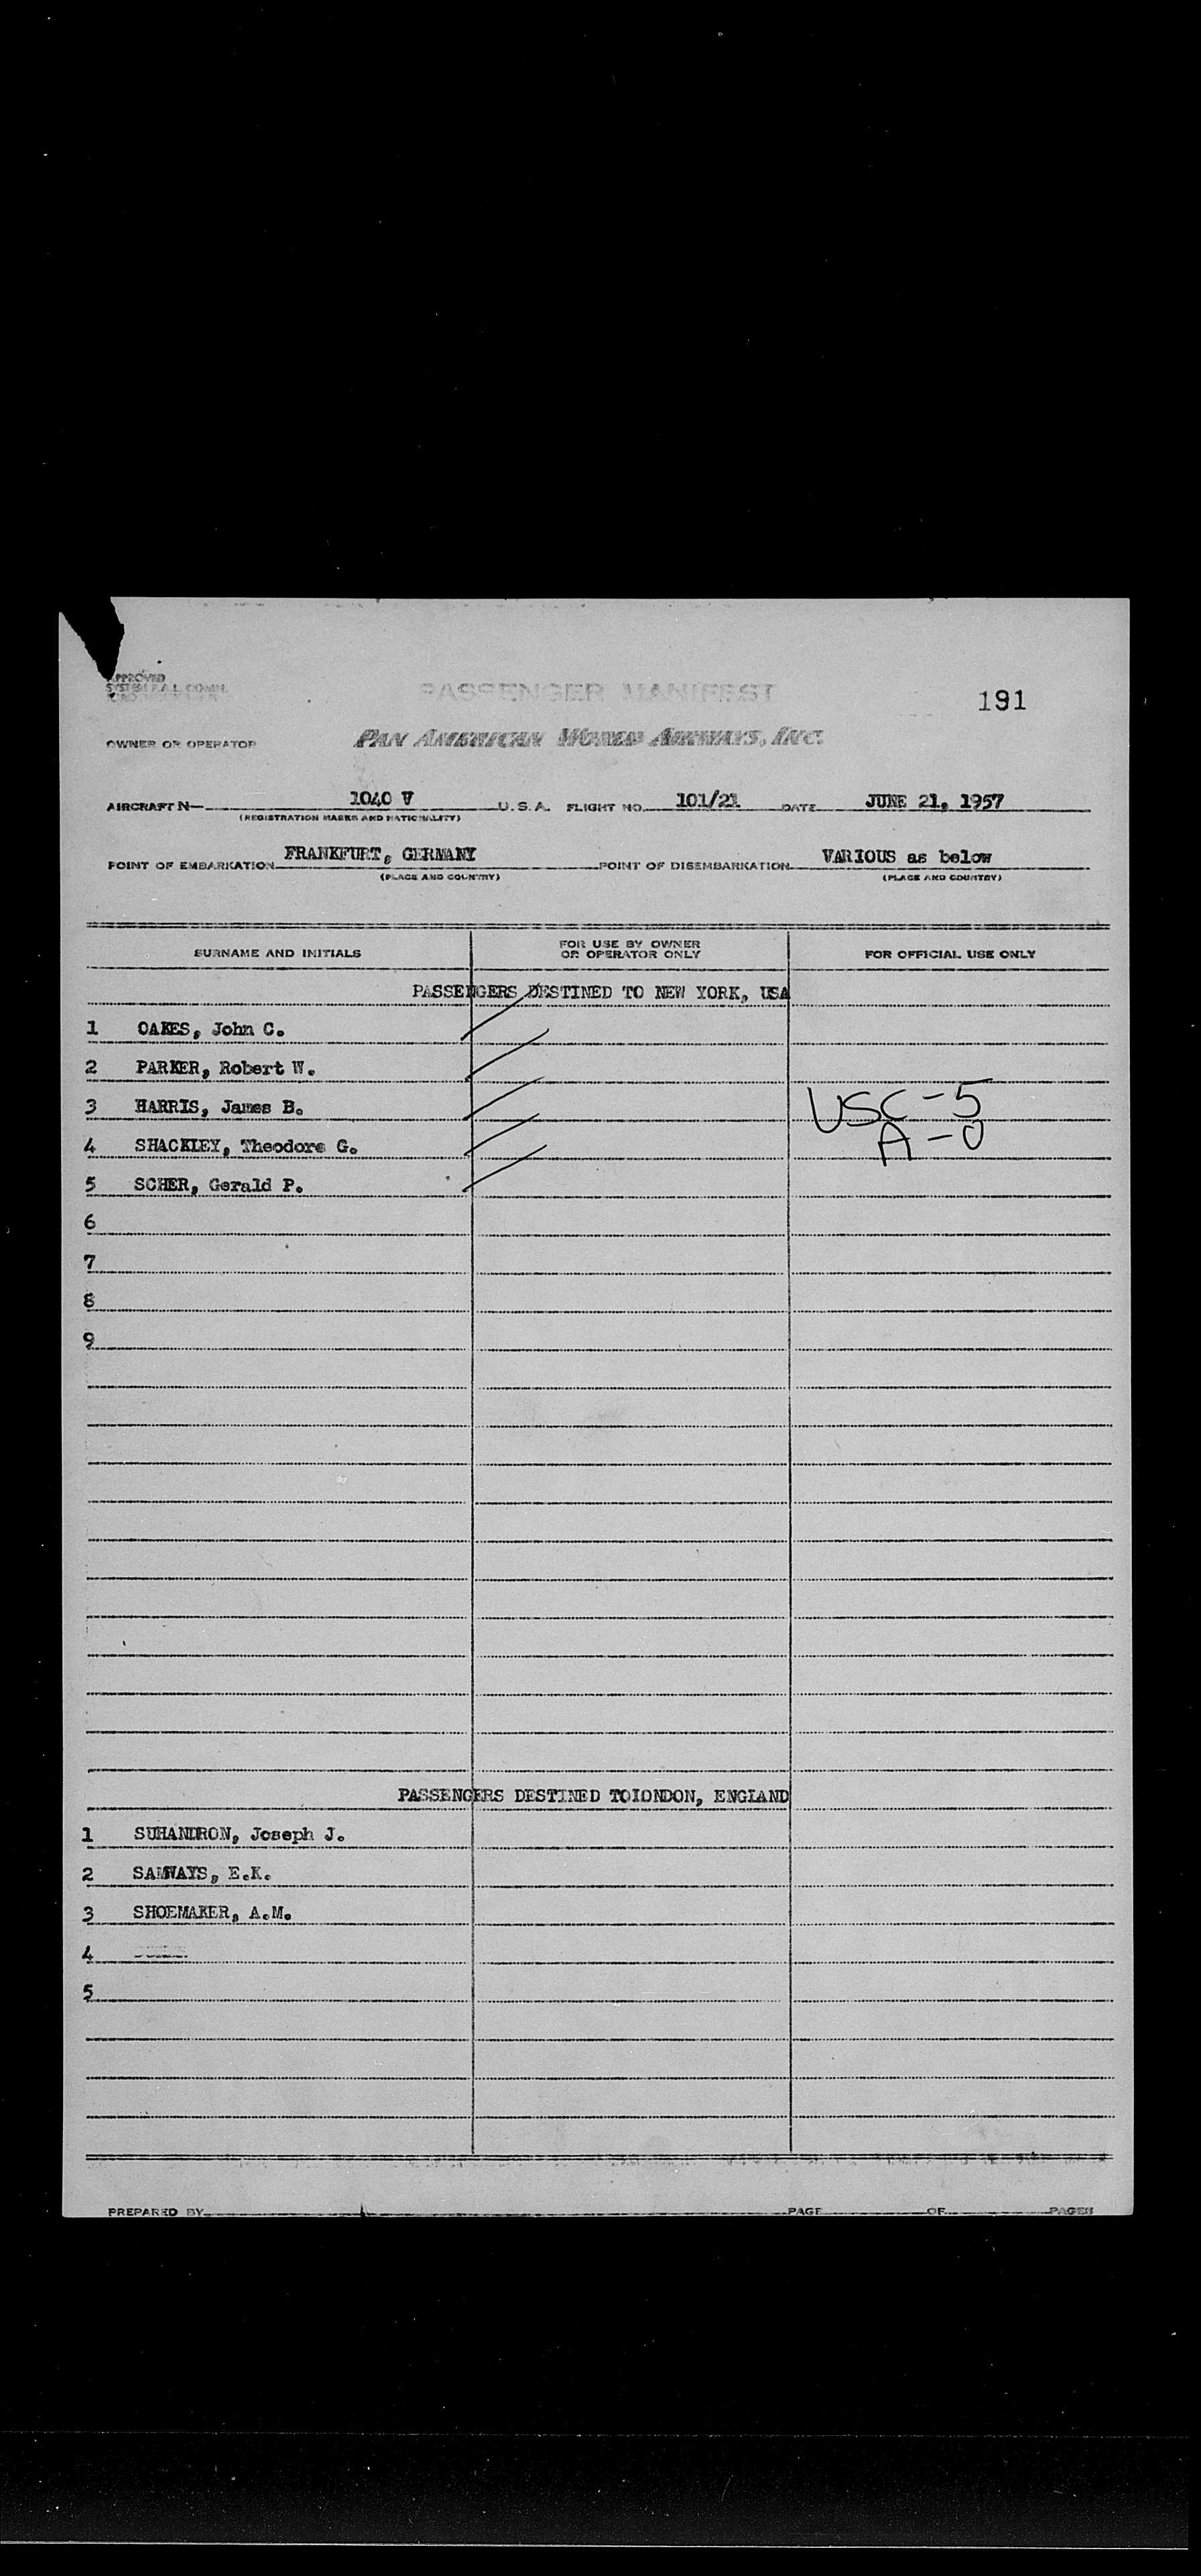 APPROVED
SYSTEM F.A.L. COMM.
PASSENGER MANIFEST
191
OWNER OR OPERATOR PAN AMERICAN WORLD AIRWAYS, INC.
AIRCRAFT N— 1040 V U.S.A. FLIGHT NO. 101/21 DATE JUNE 21, 1957
(REGISTRATION MARKS AND NATIONALITY)
POINT OF EMBARKATION FRANKFURT, GERMANY POINT OF DISEMBARKATION VARIOUS as below
(PLACE AND COUNTRY) (PLACE AND COUNTRY)
SURNAME AND INITIALS FOR USE BY OWNER OR OPERATOR ONLY FOR OFFICIAL USE ONLY
PASSENGERS DESTINED TO NEW YORK, USA
1 OAKES, John C.
2 PARKER, Robert W.
3 HARRIS, James B. USC-5
4 SHACKLEY, Theodore G. A-0
5 SCHER, Gerald P.
6
7
8
9
PASSENGERS DESTINED TOLONDON, ENGLAND
1 SUHANDRON, Joseph J.
2 SAMWAYS, E.K.
3 SHOEMAKER, A.M.
4
5
PREPARED BY PAGE OF PAGES